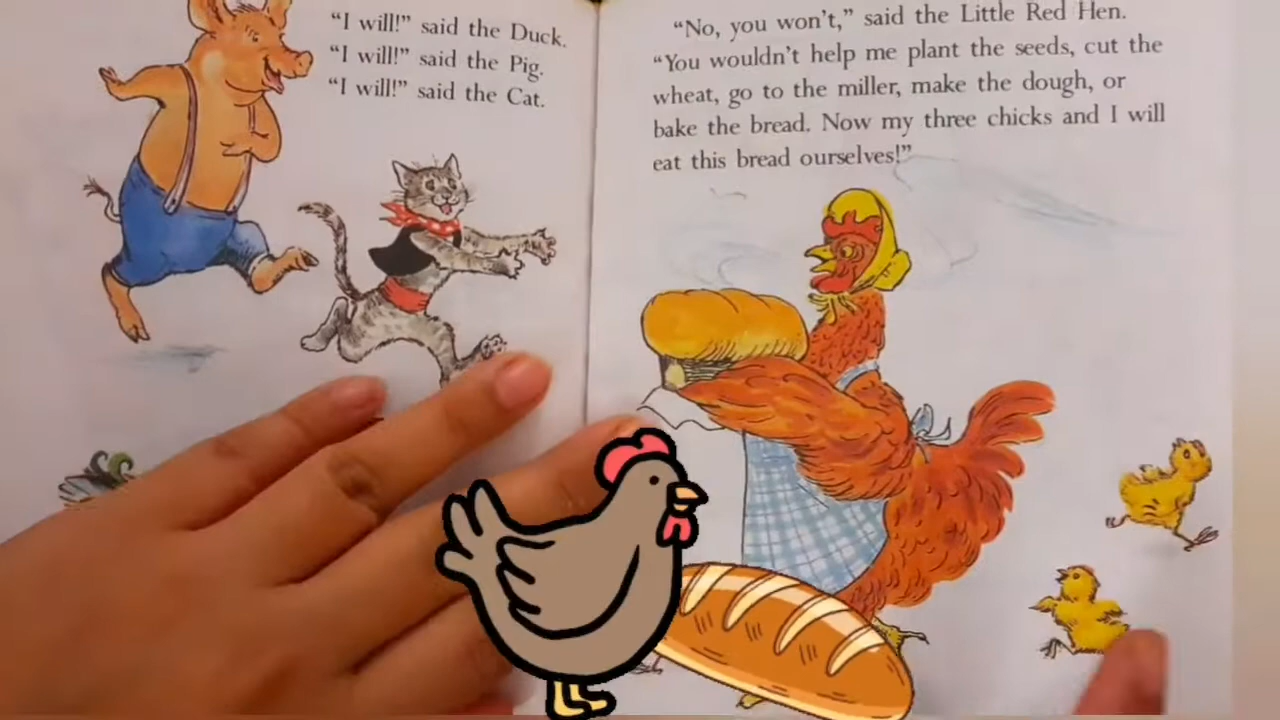 “I will!” said the Duck.
“I will!” said the Pig.
“I will!” said the Cat.
“No, you won’t,” said the Little Red Hen.
“You wouldn’t help me plant the seeds, cut the
wheat, go to the miller, make the dough, or
bake the bread. Now my three chicks and I will
eat this bread ourselves!”